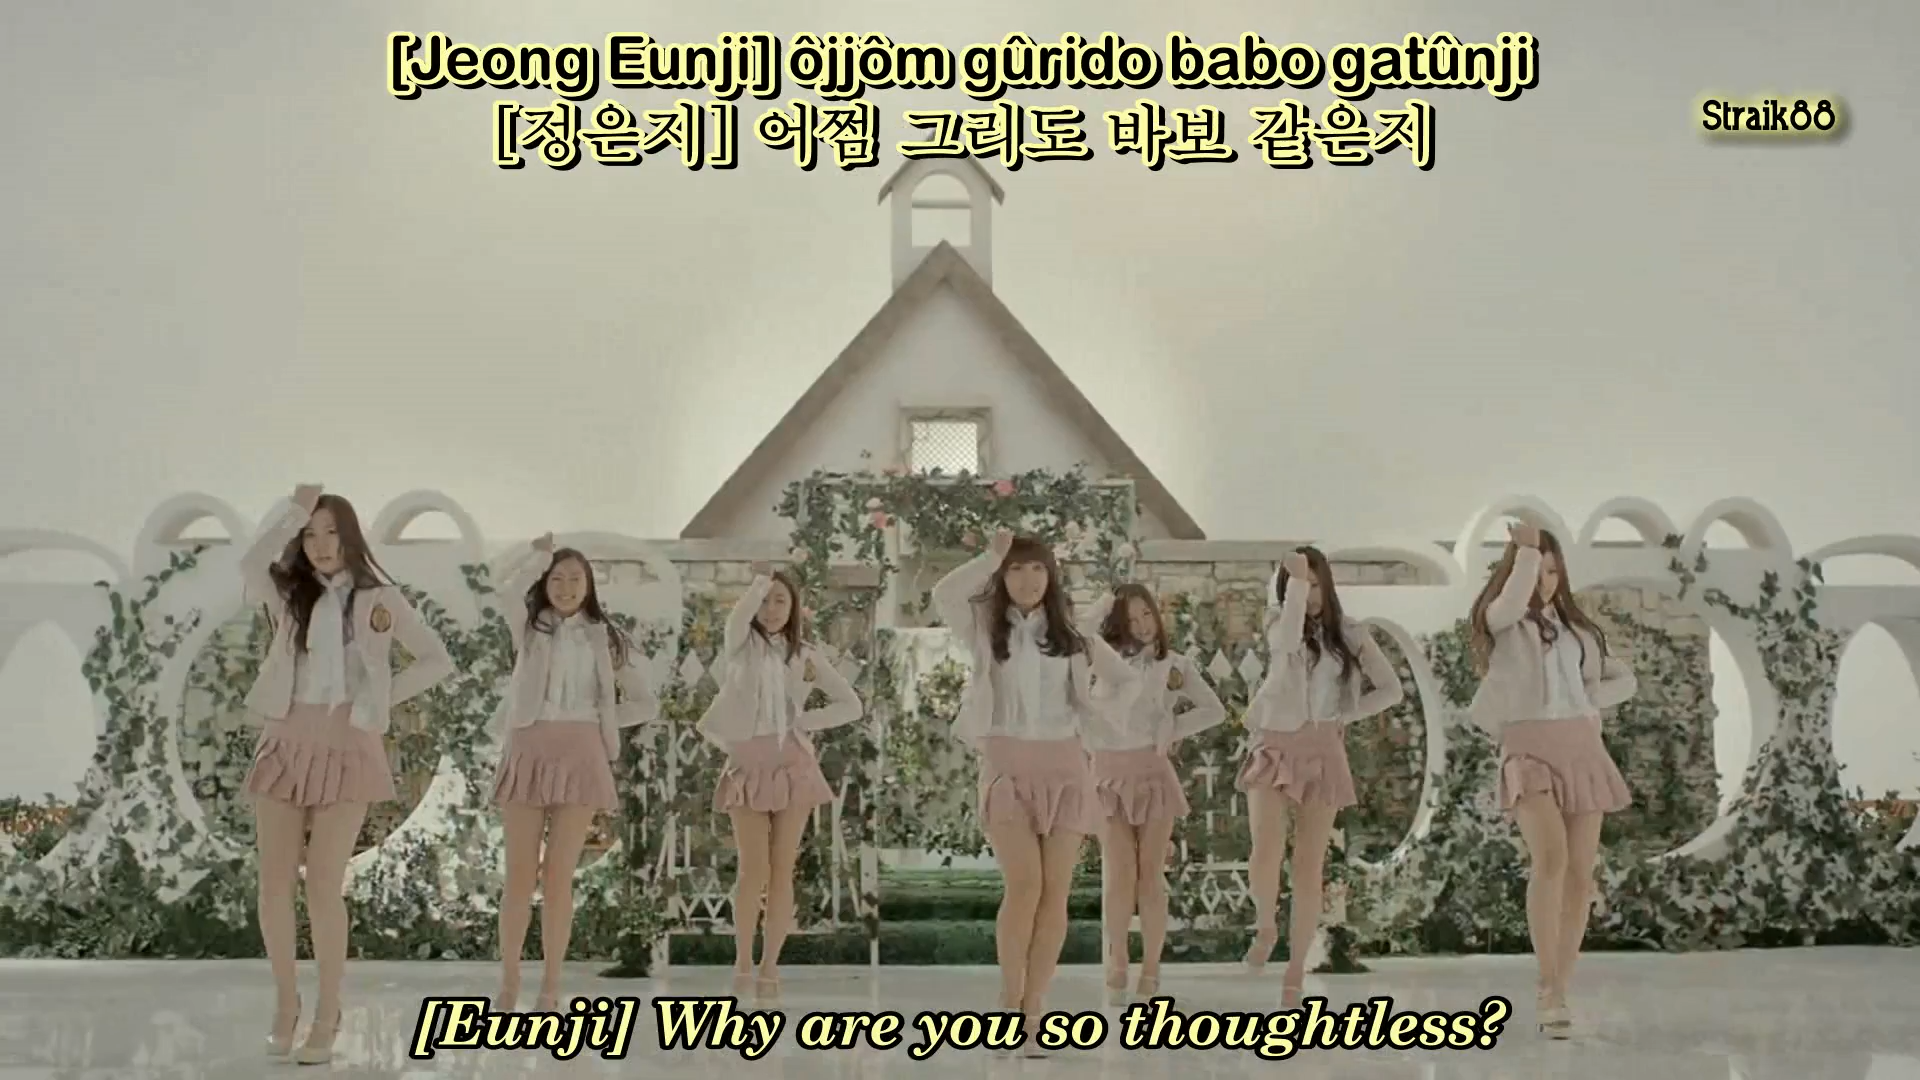 [Jeong Eunji] ôjjôm gûrido babo gatûnji
[정은지] 어쩜 그리도 바보 같은지
Straik88
[Eunji] Why are you so thoughtless?